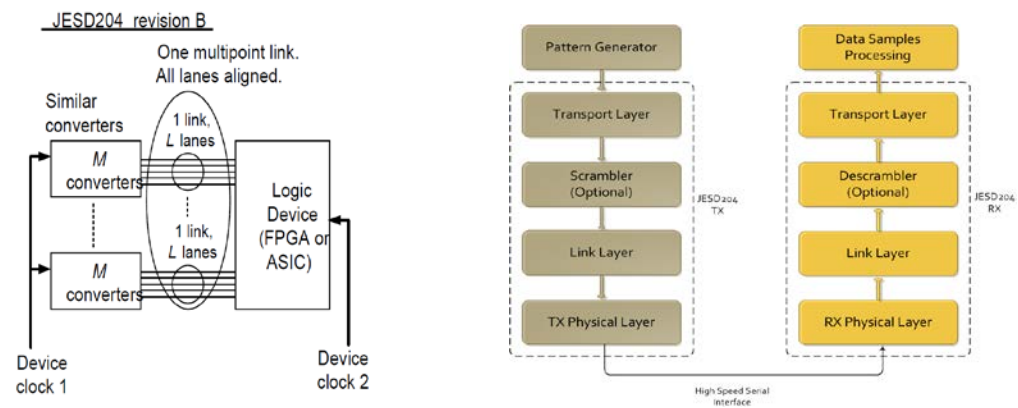 JESD204 revision B
One multipoint link.
All lanes aligned.
Similar
converters
1 link,
L lanes
M
converters
Logic
Device
(FPGA or
ASIC)
1 link,
L lanes
M
converters
Device
clock 1
Device
clock 2
Pattern Generator
Transport Layer
Scrambler
(Optional)
Link Layer
TX Physical Layer
JESD204
TX
Data Samples
Processing
Transport Layer
Descrambler
(Optional)
Link Layer
RX Physical Layer
JESD204
RX
High Speed Serial
Interface